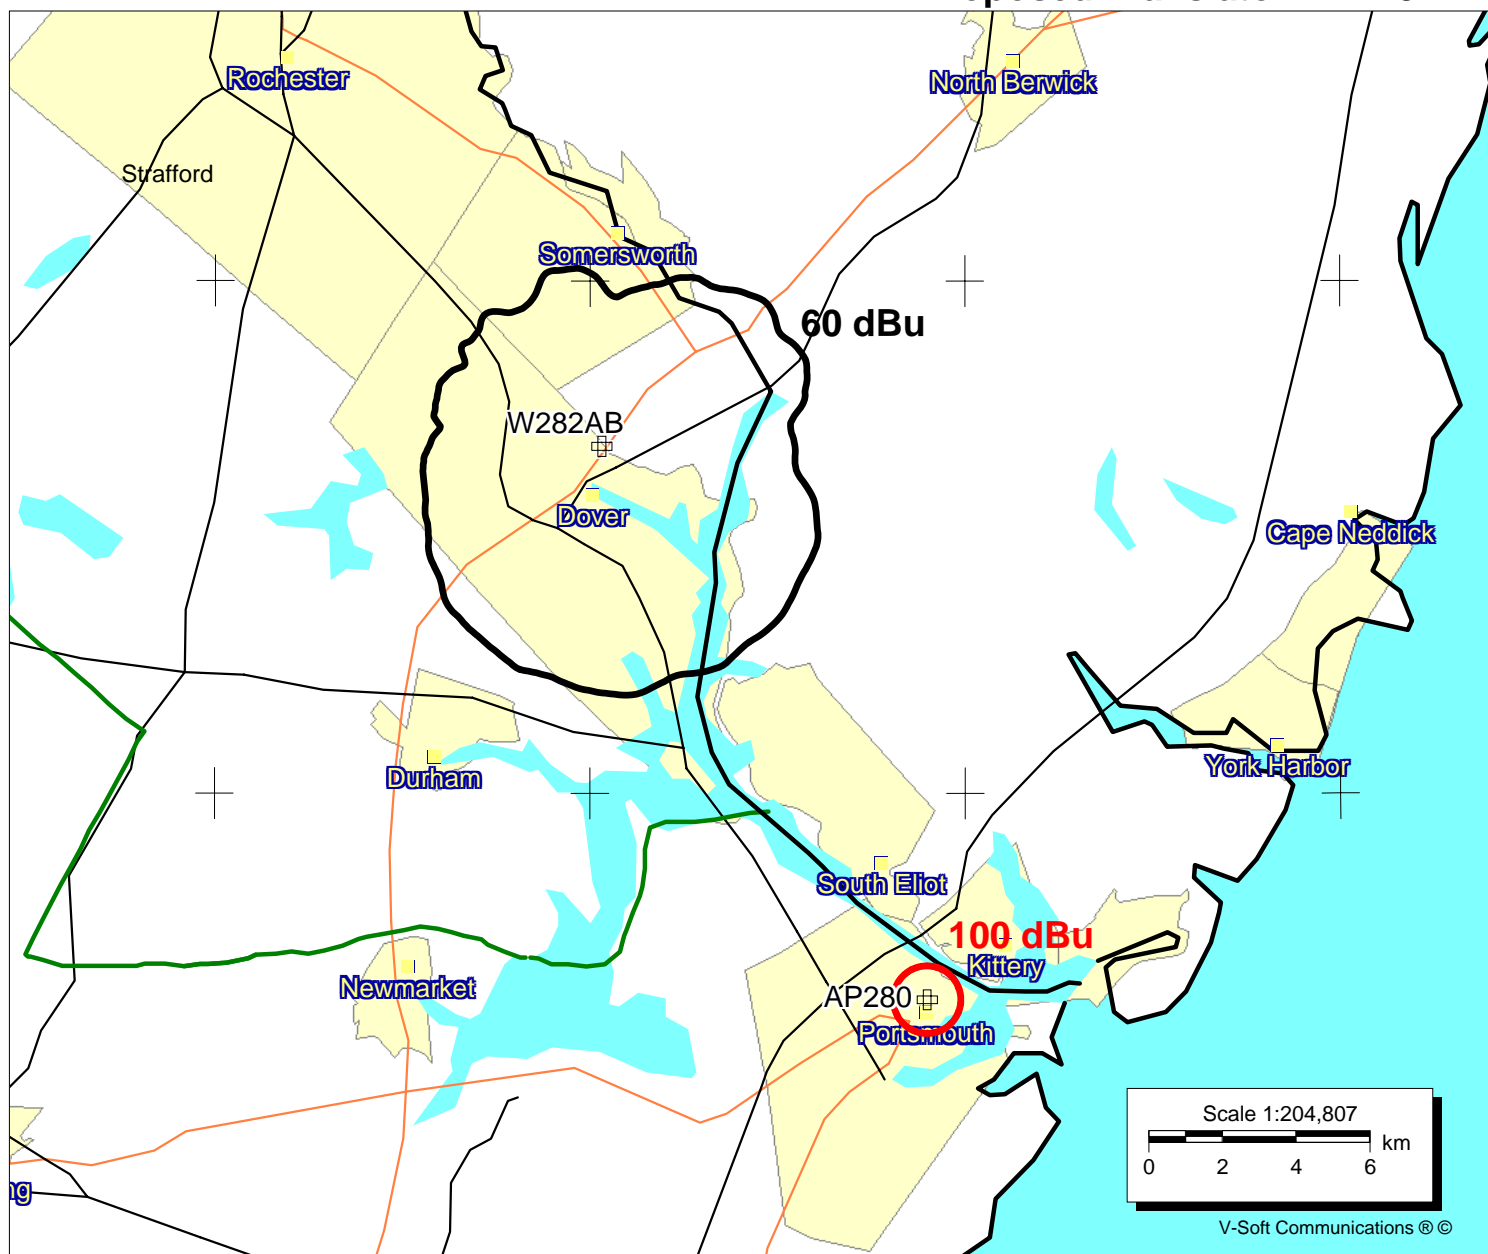 Rochester
North Berwick
Strafford
Somersworth
60 dBu
W282AB
Dover
Cape Neddick
York Harbor
Durham
South Eliot
100 dBu
Kittery
Newmarket
AP280
Portsmouth
Scale 1:204,807
km
0 2 4 6
V-Soft Communications ® ©